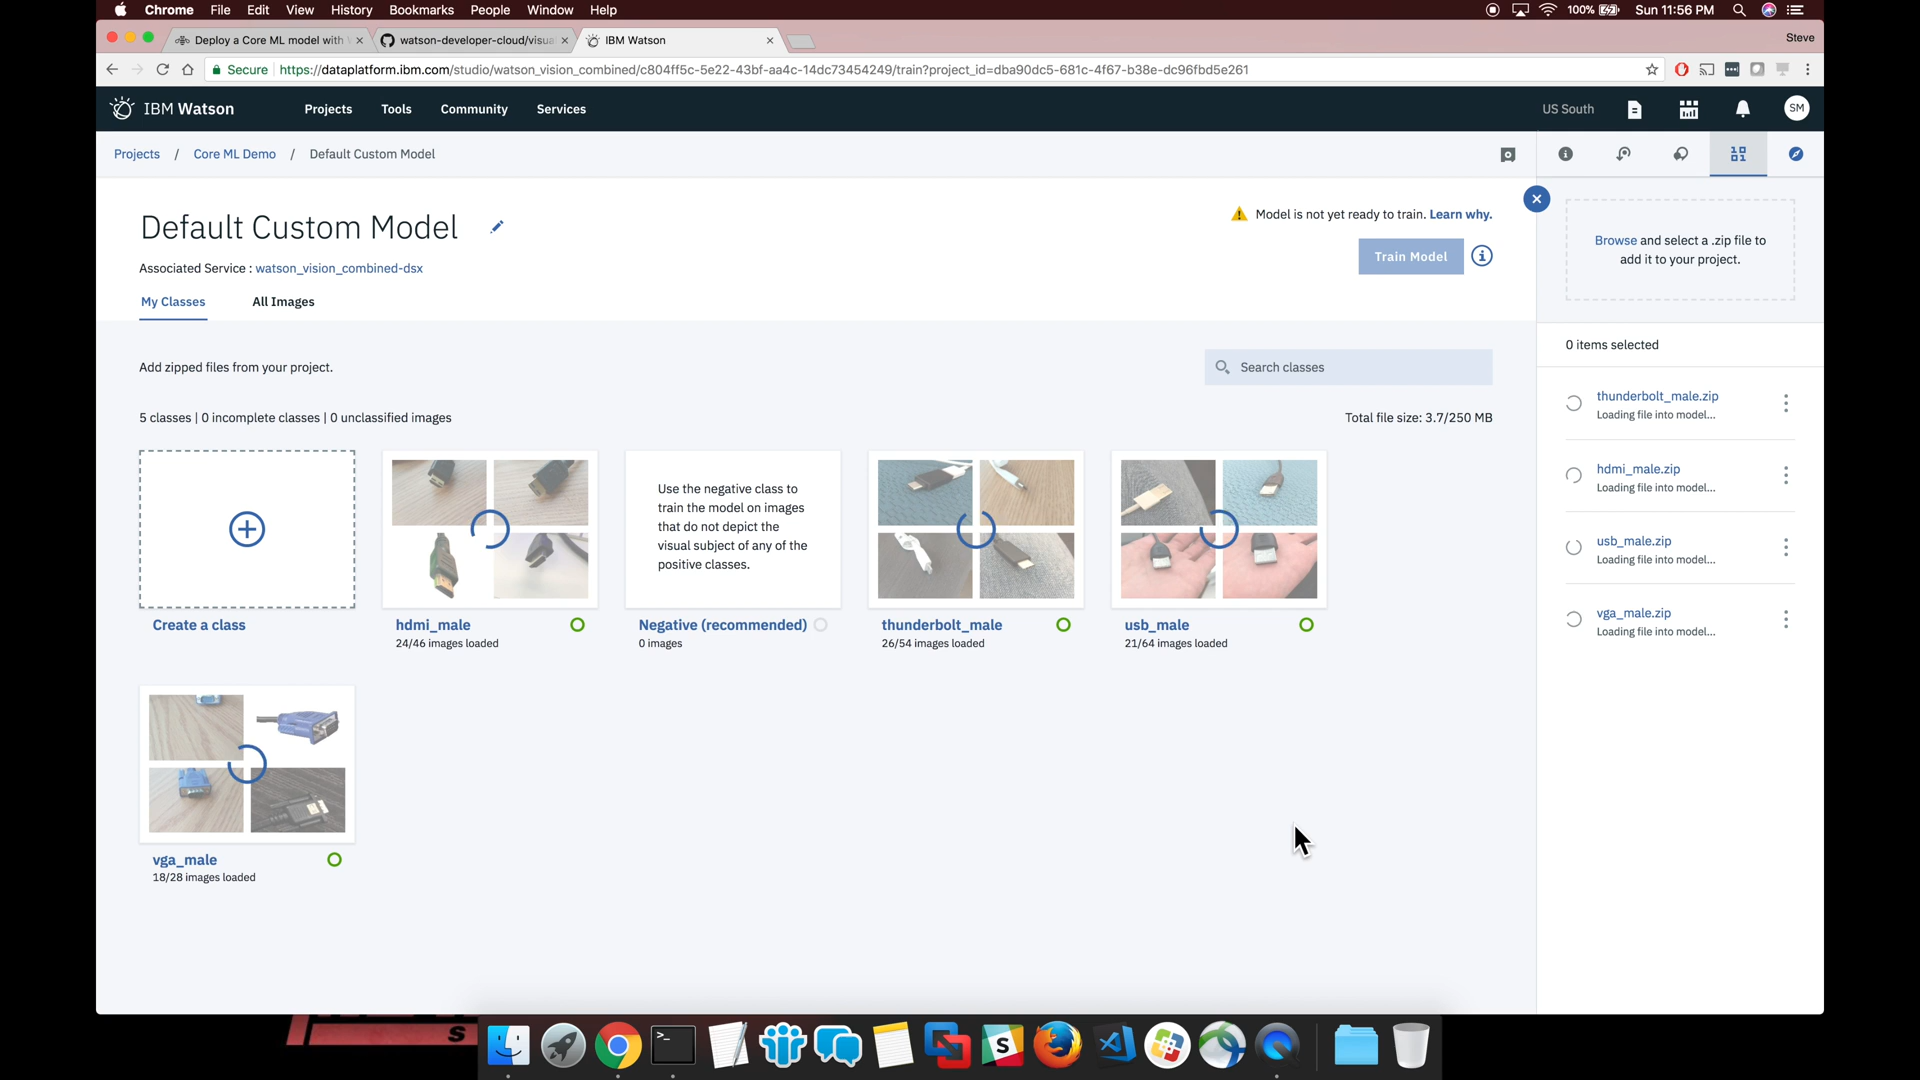 Chrome File Edit View History Bookmarks People Window Help
100% Sun 11:56 PM
Deploy a Core ML model with
watson-developer-cloud/visua
IBM Watson
Steve
Secure https://dataplatform.ibm.com/studio/watson_vision_combined/c804ff5c-5e22-43bf-aa4c-14dc73454249/train?project_id=dba90dc5-681c-4f67-b38e-dc96fbd5e261
IBM Watson Projects Tools Community Services US South SM
Projects / Core ML Demo / Default Custom Model
Default Custom Model
Model is not yet ready to train. Learn why.
Train Model
Associated Service : watson_vision_combined-dsx
My Classes All Images
Add zipped files from your project.
Search classes
5 classes | 0 incomplete classes | 0 unclassified images
Total file size: 3.7/250 MB
Use the negative class to
train the model on images
that do not depict the
visual subject of any of the
positive classes.
Create a class
hdmi_male
24/46 images loaded
Negative (recommended)
0 images
thunderbolt_male
26/54 images loaded
usb_male
21/64 images loaded
vga_male
18/28 images loaded
Browse and select a .zip file to
add it to your project.
0 items selected
thunderbolt_male.zip
Loading file into model...
hdmi_male.zip
Loading file into model...
usb_male.zip
Loading file into model...
vga_male.zip
Loading file into model...
S
S